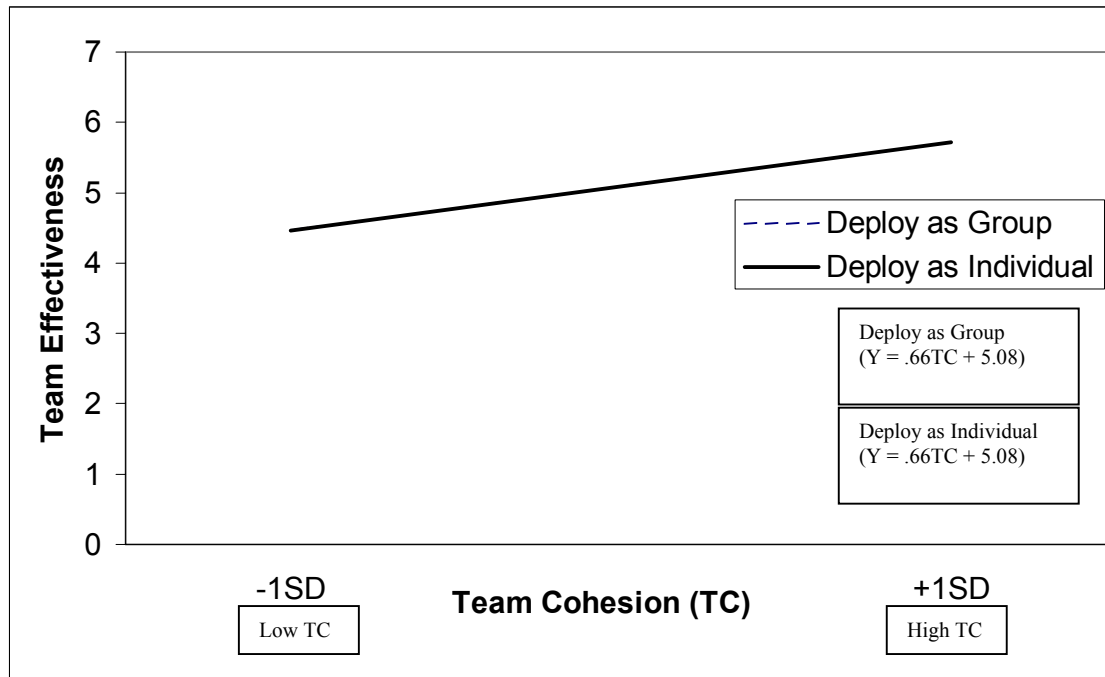 7
6
5
4
3
2
1
0
Team Effectiveness
Deploy as Group
Deploy as Individual
Deploy as Group
(Y = .66TC + 5.08)
Deploy as Individual
(Y = .66TC + 5.08)
-1SD
Team Cohesion (TC)
+1SD
Low TC
High TC